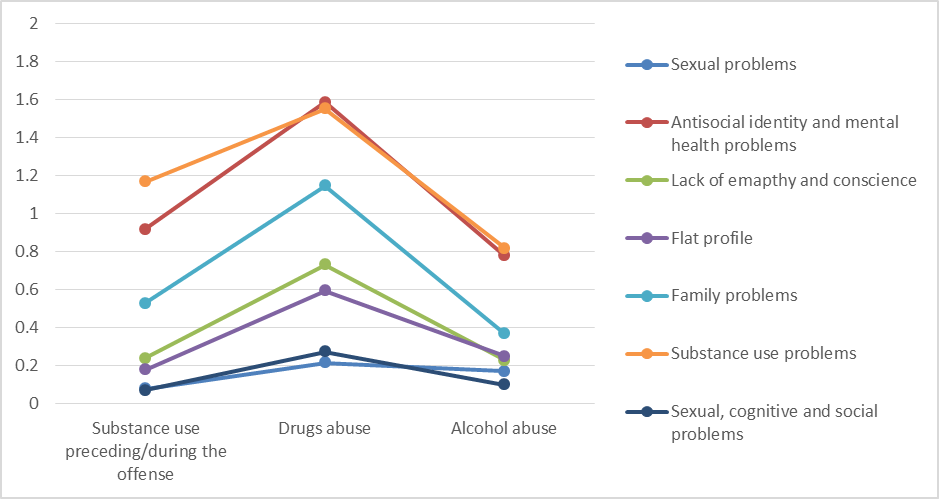 2
1.8
1.6
1.4
1.2
1
0.8
0.6
0.4
0.2
0
Substance use
preceding/during the
offense
Drugs abuse
Alcohol abuse
Sexual problems
Antisocial identity and mental
health problems
Lack of emapthy and conscience
Flat profile
Family problems
Substance use problems
Sexual, cognitive and social
problems